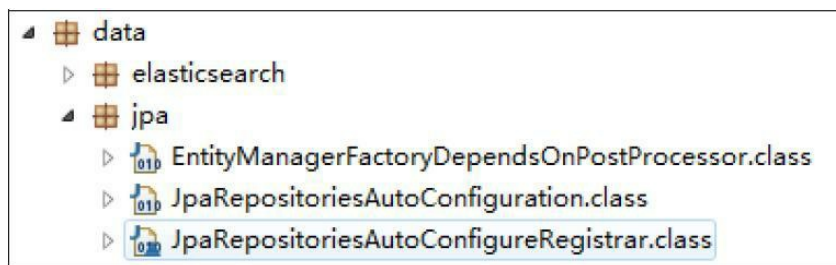 data
elasticsearch
jpa
EntityManagerFactoryDependsOnPostProcessor.class
JpaRepositoriesAutoConfiguration.class
JpaRepositoriesAutoConfigureRegistrar.class